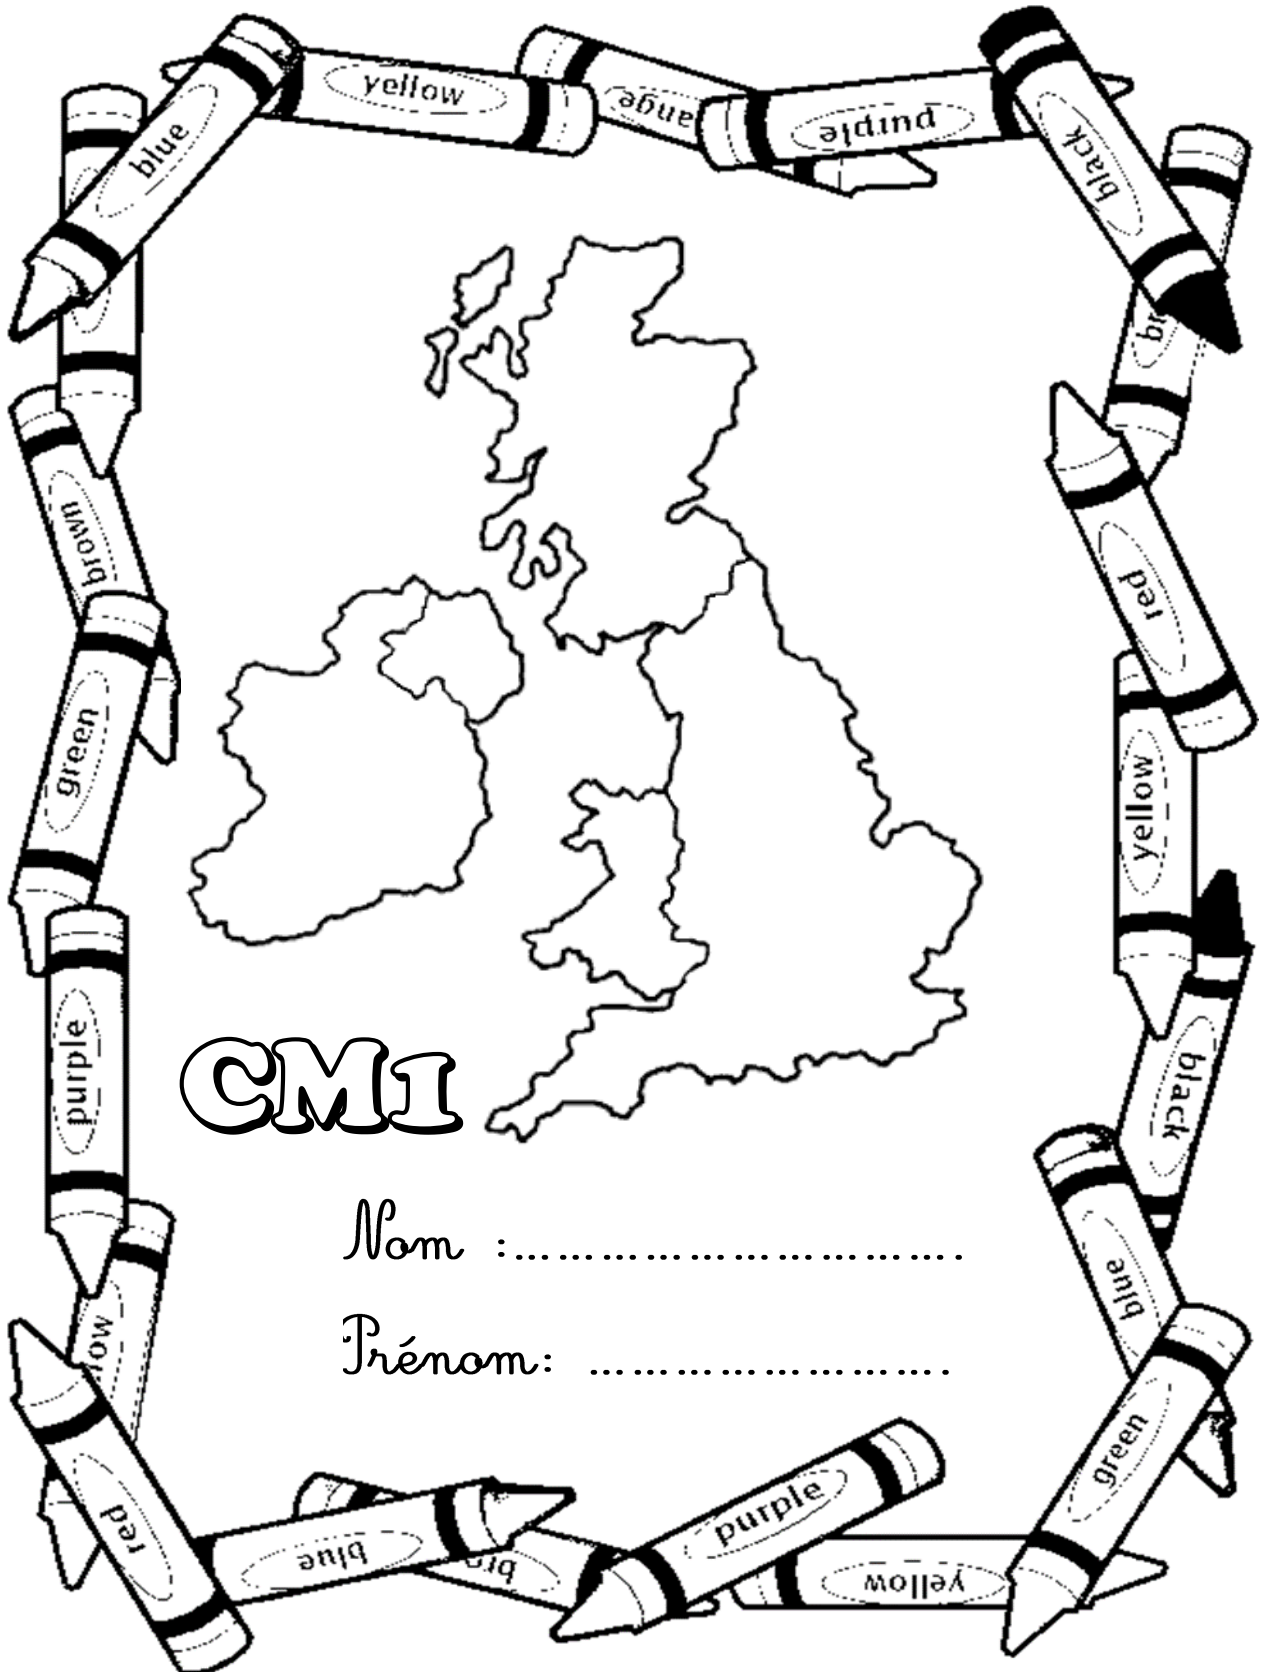 blue
yellow
ange
purple
black
br
brown
red
green
yellow
purple
black
CM1
Nom :……………………………
Prénom: ………………………
blue
low
green
red
purple
blue
bro
yellow